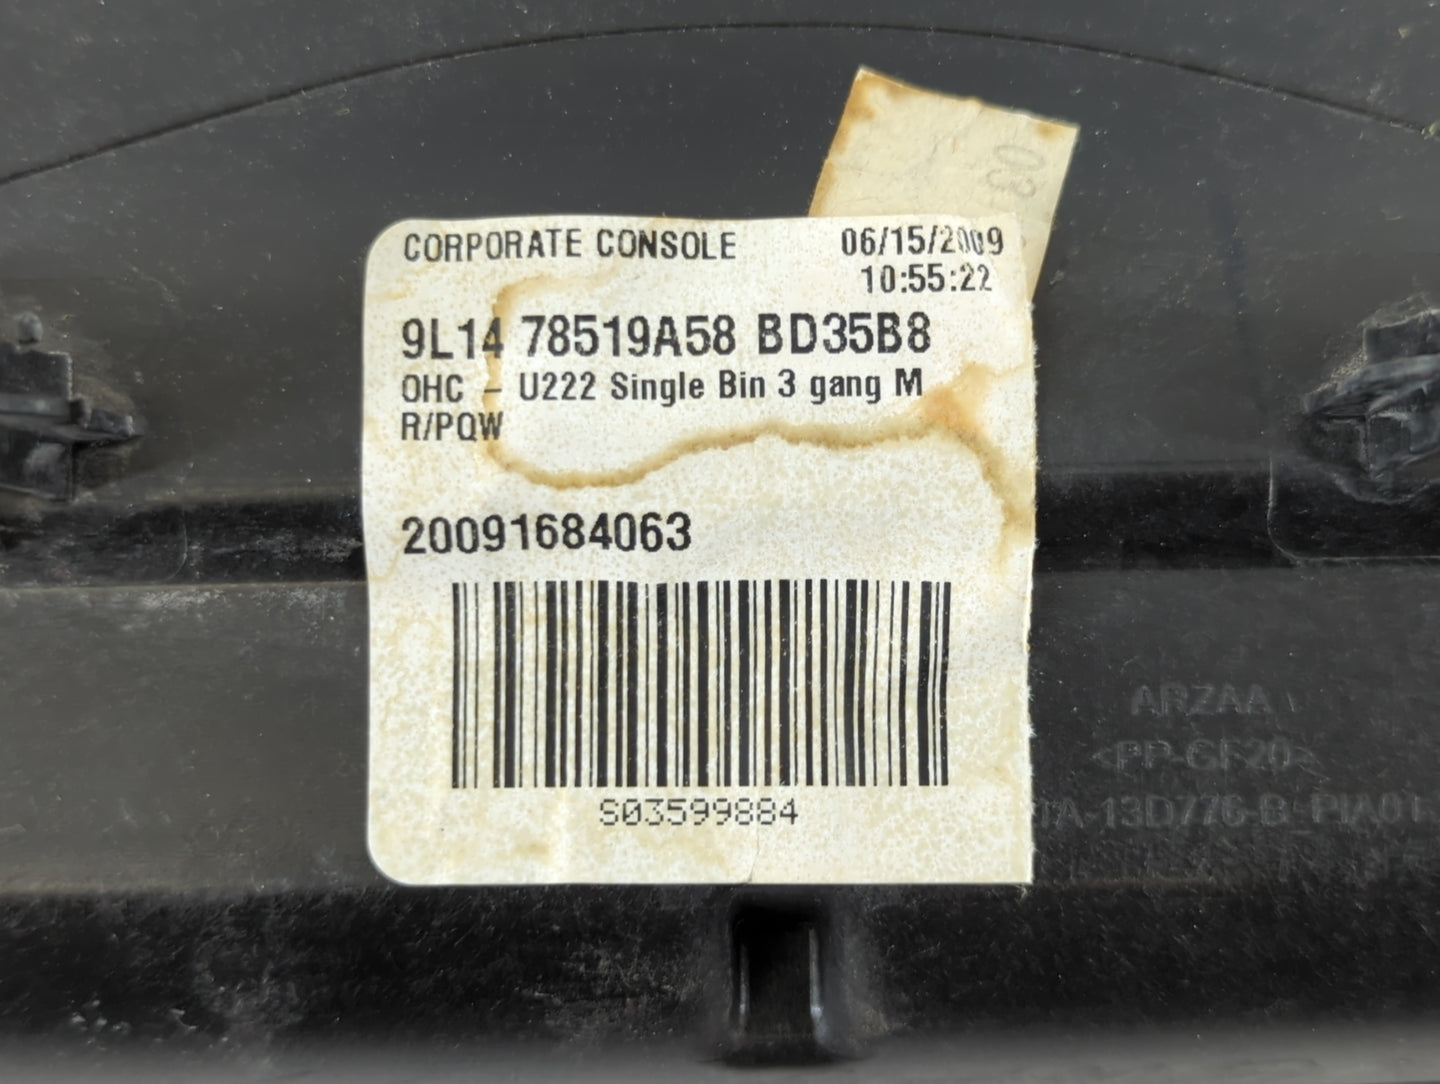 03
CORPORATE CONSOLE 06/15/2009
10:55:22
9L14 78519A58 BD35B8
OHC - U222 Single Bin 3 gang M
R/PQW
20091684063
S03599884
ARZAA
<PP-GF20>